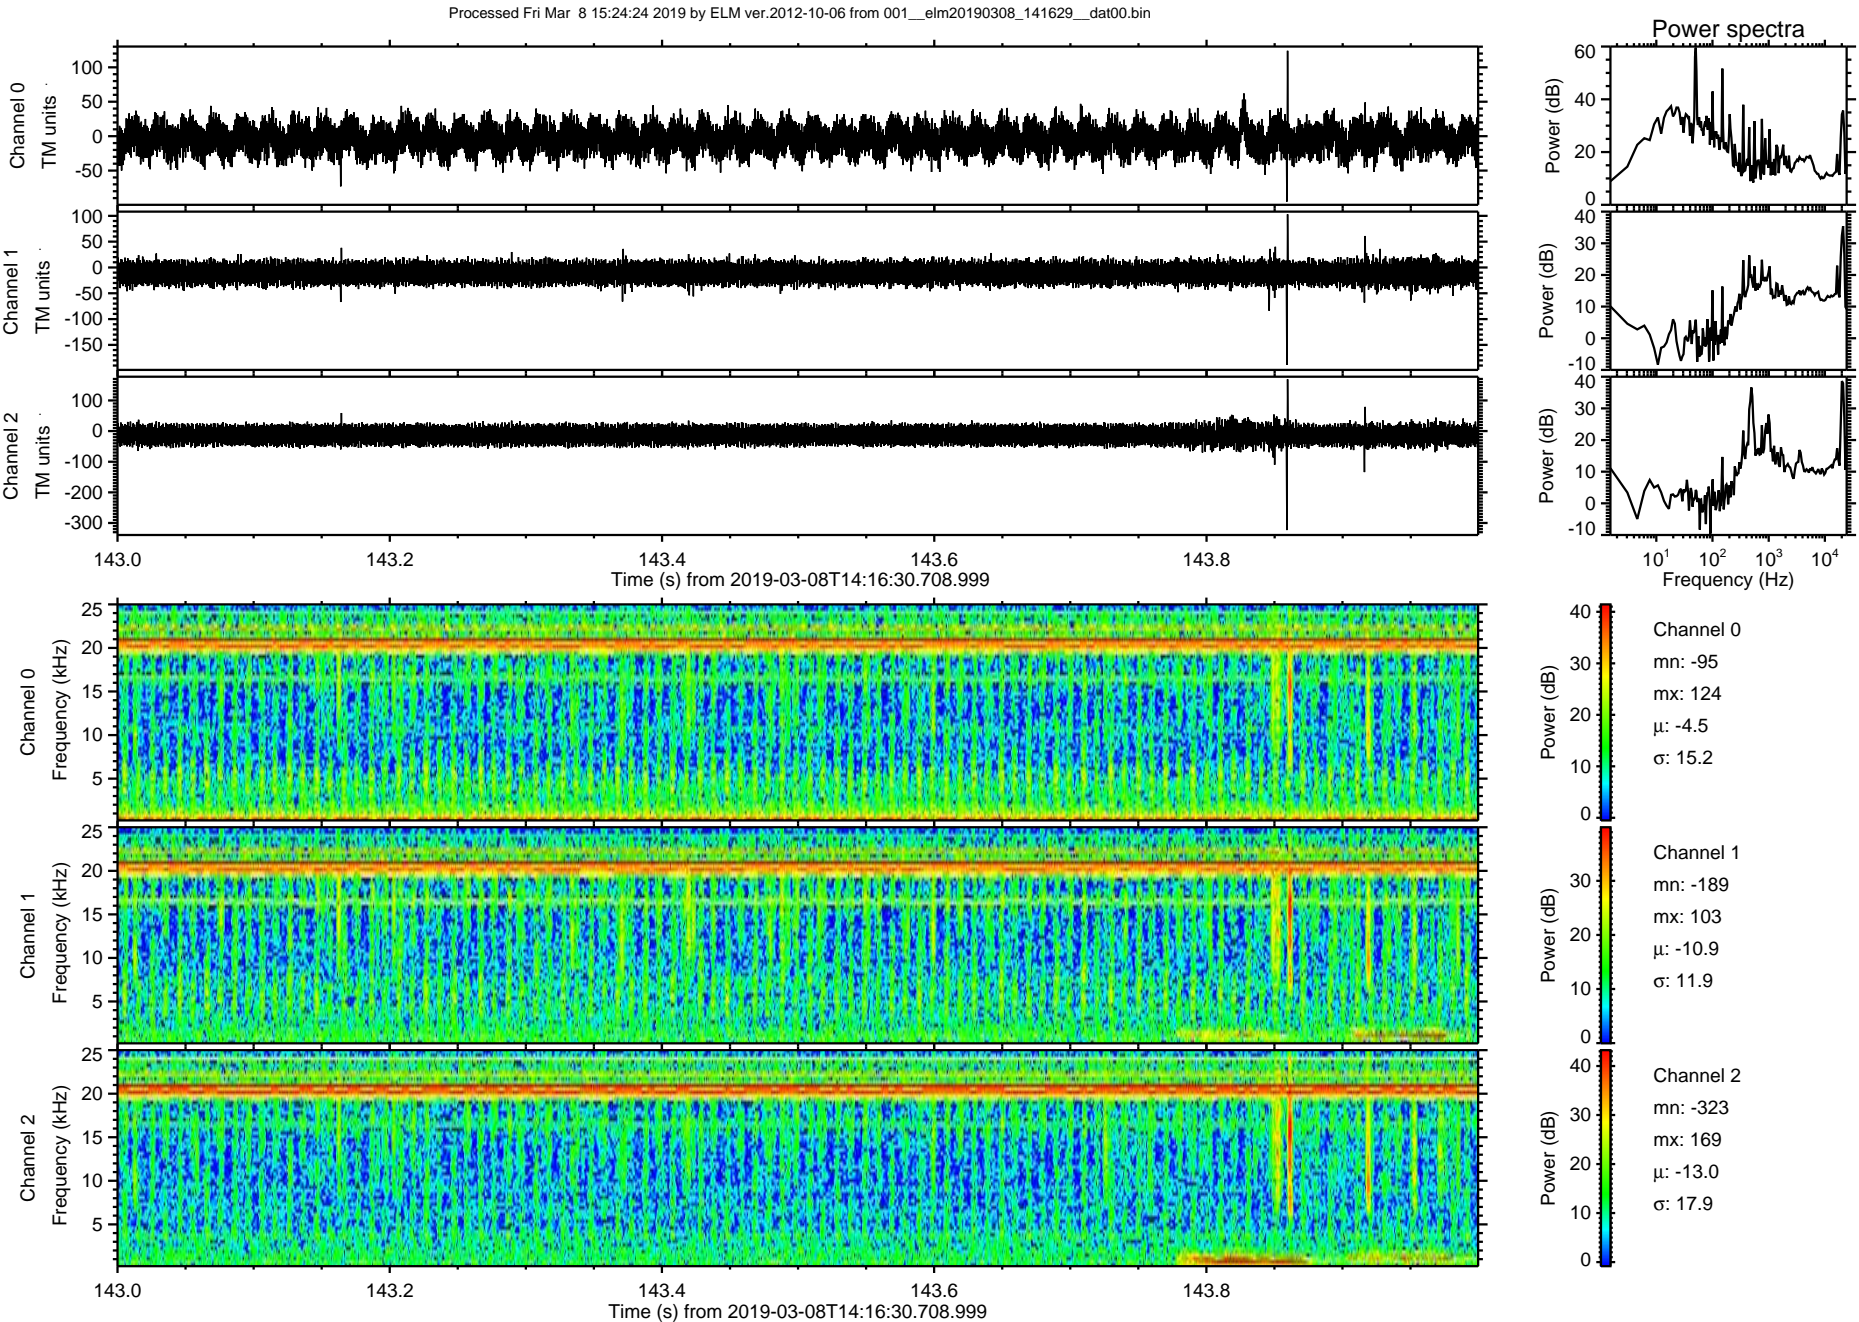 Processed Fri Mar  8 15:24:24 2019 by ELM ver.2012-10-06 from 001__elm20190308_141629__dat00.bin
Power spectra
Channel 0
TM units
100
50
0
-50
Power (dB)
60
40
20
0
Channel 1
TM units
100
50
0
-50
-100
-150
Power (dB)
40
30
20
10
0
-10
Channel 2
TM units
100
0
-100
-200
-300
Power (dB)
40
30
20
10
0
-10
143.0 143.2 143.4 143.6 143.8
Time (s) from 2019-03-08T14:16:30.708.999
10¹ 10² 10³ 10⁴
Frequency (Hz)
Channel 0
Frequency (kHz)
25
20
15
10
5
Power (dB)
40
30
20
10
0
Channel 0
mn: -95
mx: 124
μ: -4.5
σ: 15.2
Channel 1
Frequency (kHz)
25
20
15
10
5
Power (dB)
30
20
10
0
Channel 1
mn: -189
mx: 103
μ: -10.9
σ: 11.9
Channel 2
Frequency (kHz)
25
20
15
10
5
Power (dB)
40
30
20
10
0
Channel 2
mn: -323
mx: 169
μ: -13.0
σ: 17.9
143.0 143.2 143.4 143.6 143.8
Time (s) from 2019-03-08T14:16:30.708.999